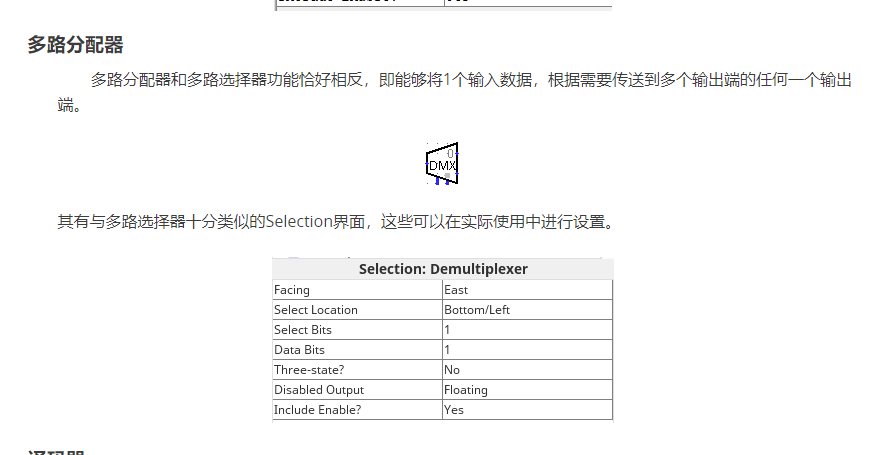 多路分配器
多路分配器和多路选择器功能恰好相反，即能够将1个输入数据，根据需要传送到多个输出端的任何一个输出
端。
0
DMX
其有与多路选择器十分类似的Selection界面，这些可以在实际使用中进行设置。
Selection: Demultiplexer
Facing East
Select Location Bottom/Left
Select Bits 1
Data Bits 1
Three-state? No
Disabled Output Floating
Include Enable? Yes